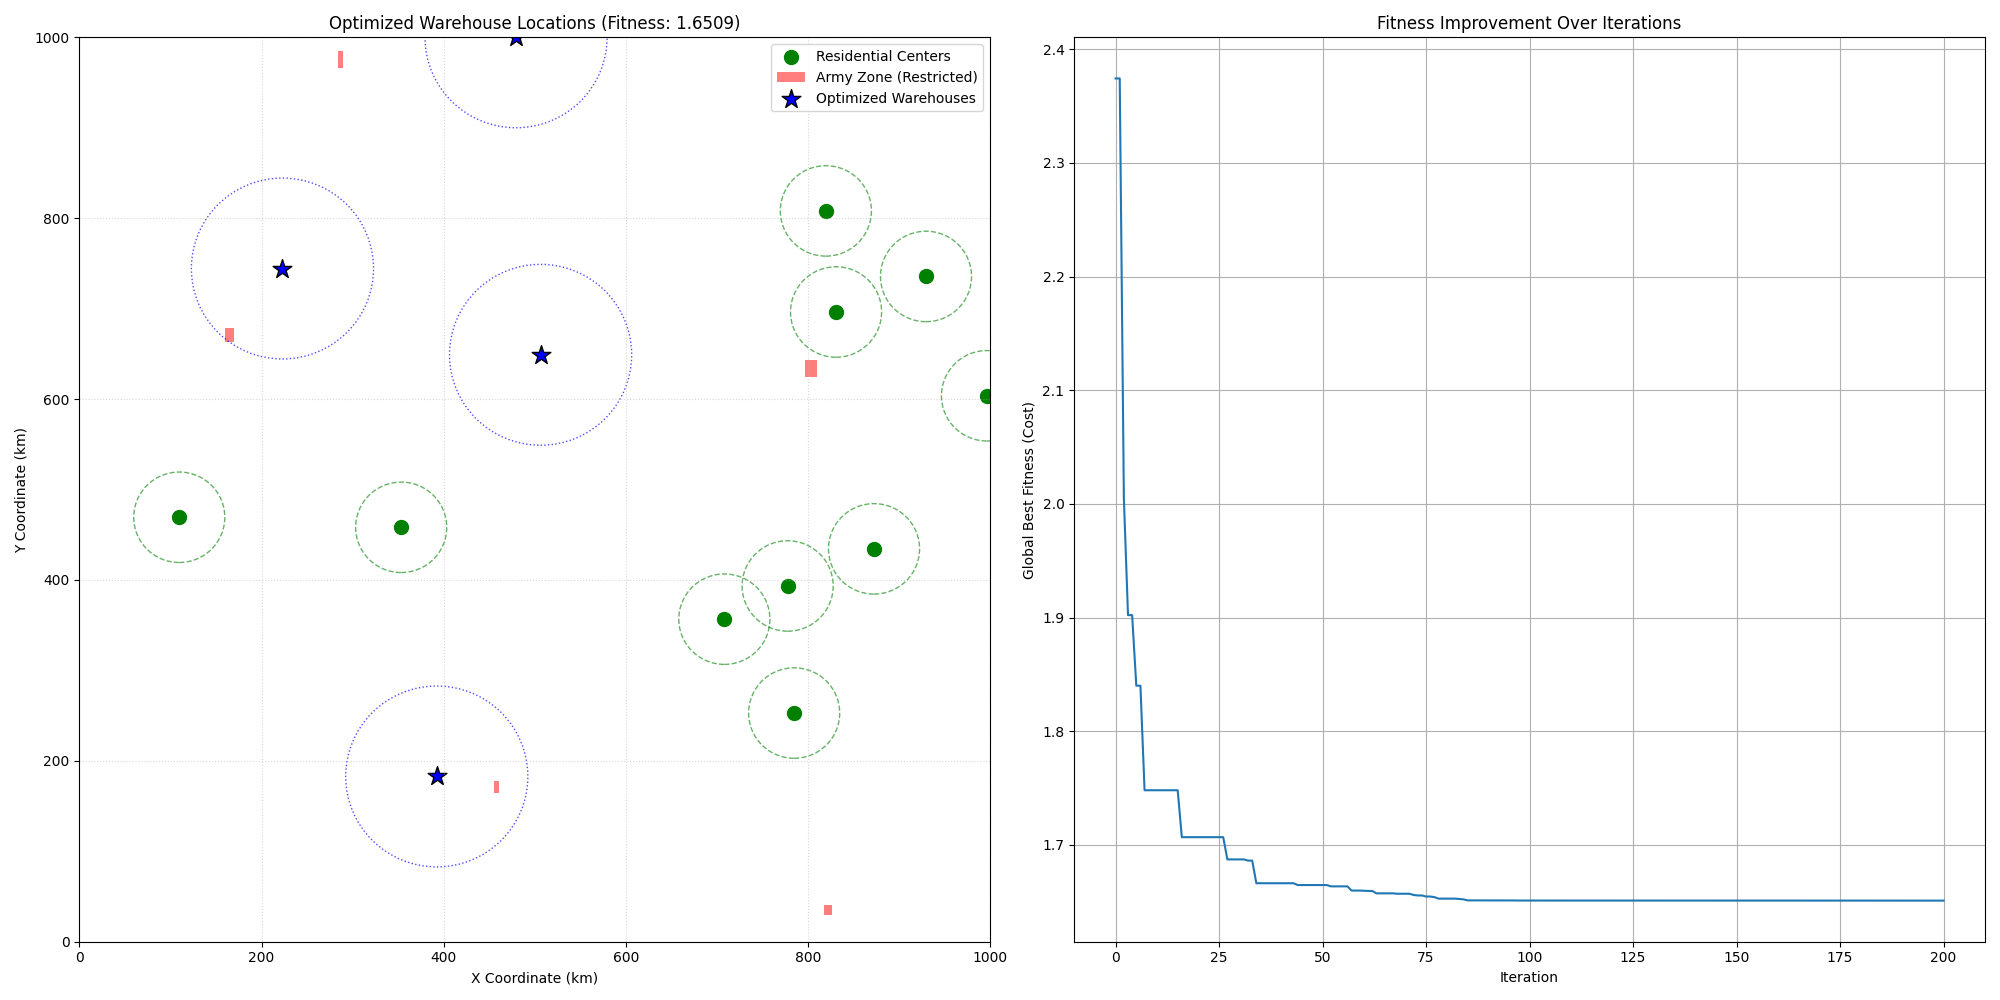 Optimized Warehouse Locations (Fitness: 1.6509)
1000
800
600
400
200
0
Y Coordinate (km)
Residential Centers
Army Zone (Restricted)
Optimized Warehouses
0 200 400 600 800 1000
X Coordinate (km)
Fitness Improvement Over Iterations
2.4
2.3
2.2
2.1
2.0
1.9
1.8
1.7
Global Best Fitness (Cost)
0 25 50 75 100 125 150 175 200
Iteration